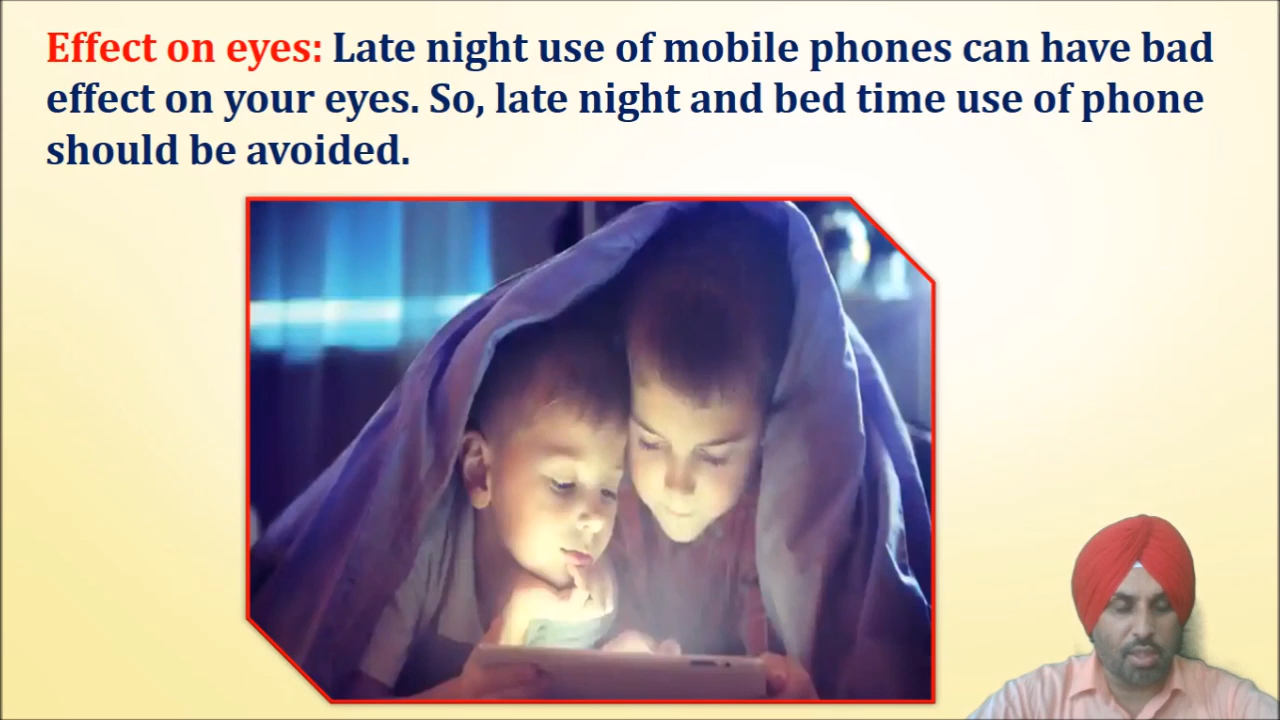 Effect on eyes: Late night use of mobile phones can have bad
effect on your eyes. So, late night and bed time use of phone
should be avoided.